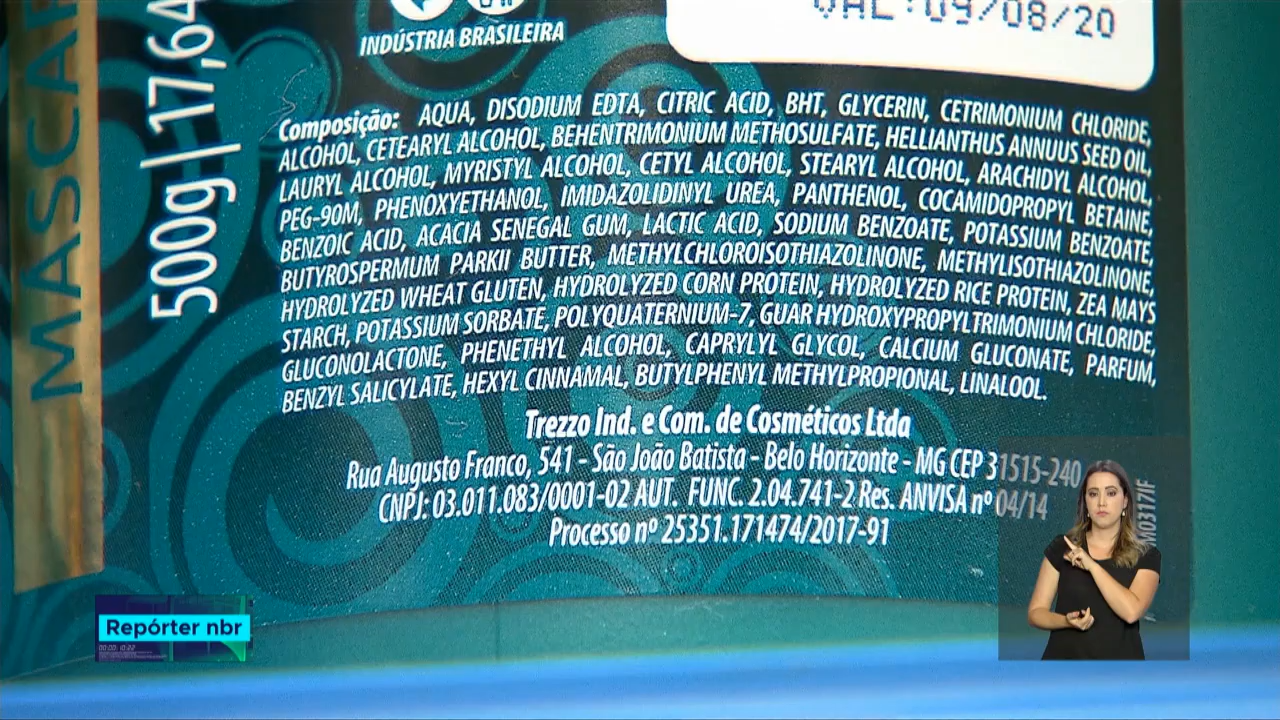 VAL:09/08/20
INDÚSTRIA BRASILEIRA
MASCAR
500g | 17,64
Composição: AQUA, DISODIUM EDTA, CITRIC ACID, BHT, GLYCERIN, CETRIMONIUM CHLORIDE,
ALCOHOL, CETEARYL ALCOHOL, BEHENTRIMONIUM METHOSULFATE, HELLIANTHUS ANNUUS SEED OIL,
LAURYL ALCOHOL, MYRISTYL ALCOHOL, CETYL ALCOHOL, STEARYL ALCOHOL, ARACHIDYL ALCOHOL,
PEG-90M, PHENOXYETHANOL, IMIDAZOLIDINYL UREA, PANTHENOL, COCAMIDOPROPYL BETAINE,
BENZOIC ACID, ACACIA SENEGAL GUM, LACTIC ACID, SODIUM BENZOATE, POTASSIUM BENZOATE,
BUTYROSPERMUM PARKII BUTTER, METHYLCHLOROISOTHIAZOLINONE, METHYLISOTHIAZOLINONE,
HYDROLYZED WHEAT GLUTEN, HYDROLYZED CORN PROTEIN, HYDROLYZED RICE PROTEIN, ZEA MAYS
STARCH, POTASSIUM SORBATE, POLYQUATERNIUM-7, GUAR HYDROXYPROPYLTRIMONIUM CHLORIDE,
GLUCONOLACTONE, PHENETHYL ALCOHOL, CAPRYLYL GLYCOL, CALCIUM GLUCONATE, PARFUM,
BENZYL SALICYLATE, HEXYL CINNAMAL, BUTYLPHENYL METHYLPROPIONAL, LINALOOL.
Trezzo Ind. e Com. de Cosméticos Ltda
Rua Augusto Franco, 541 - São João Batista - Belo Horizonte - MG CEP 31515-240
CNPJ: 03.011.083/0001-02 AUT. FUNC. 2.04.741-2 Res. ANVISA nº 04/14
Processo nº 25351.171474/2017-91
Repórter nbr